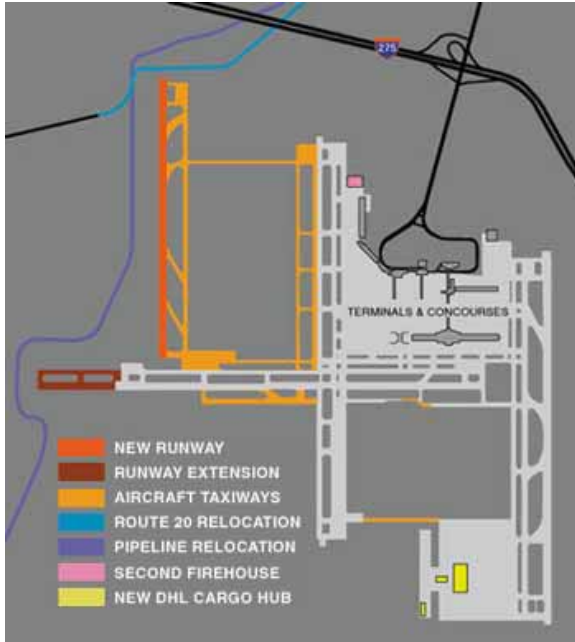 275
TERMINALS & CONCOURSES
NEW RUNWAY
RUNWAY EXTENSION
AIRCRAFT TAXIWAYS
ROUTE 20 RELOCATION
PIPELINE RELOCATION
SECOND FIREHOUSE
NEW DHL CARGO HUB